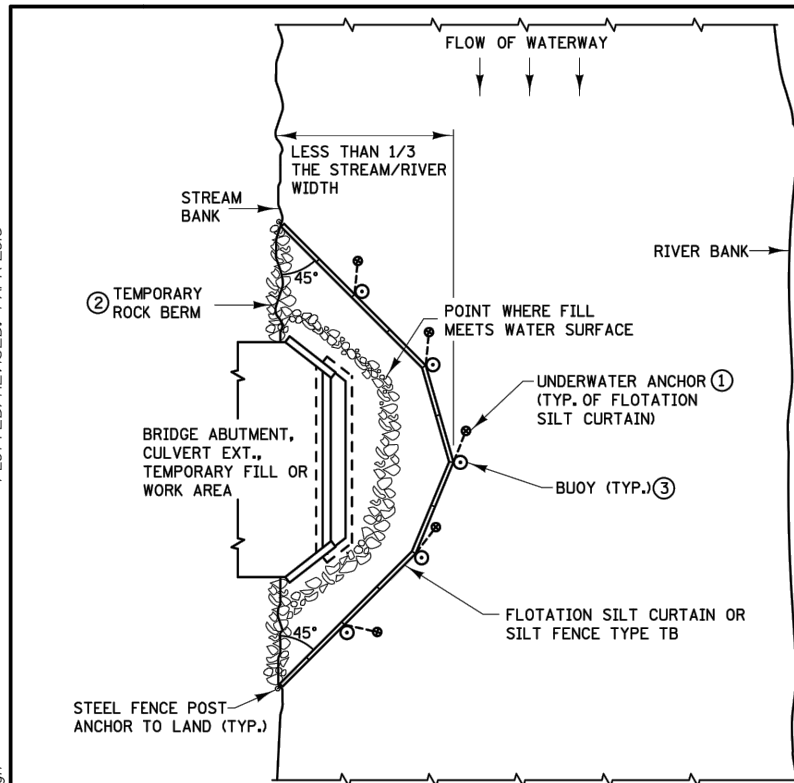 FLOW OF WATERWAY
LESS THAN 1/3
THE STREAM/RIVER
WIDTH
STREAM
BANK
RIVER BANK
45°
② TEMPORARY
ROCK BERM
POINT WHERE FILL
MEETS WATER SURFACE
UNDERWATER ANCHOR ①
(TYP. OF FLOTATION
SILT CURTAIN)
BRIDGE ABUTMENT,
CULVERT EXT.,
TEMPORARY FILL OR
WORK AREA
BUOY (TYP.) ③
FLOTATION SILT CURTAIN OR
SILT FENCE TYPE TB
45°
STEEL FENCE POST
ANCHOR TO LAND (TYP.)